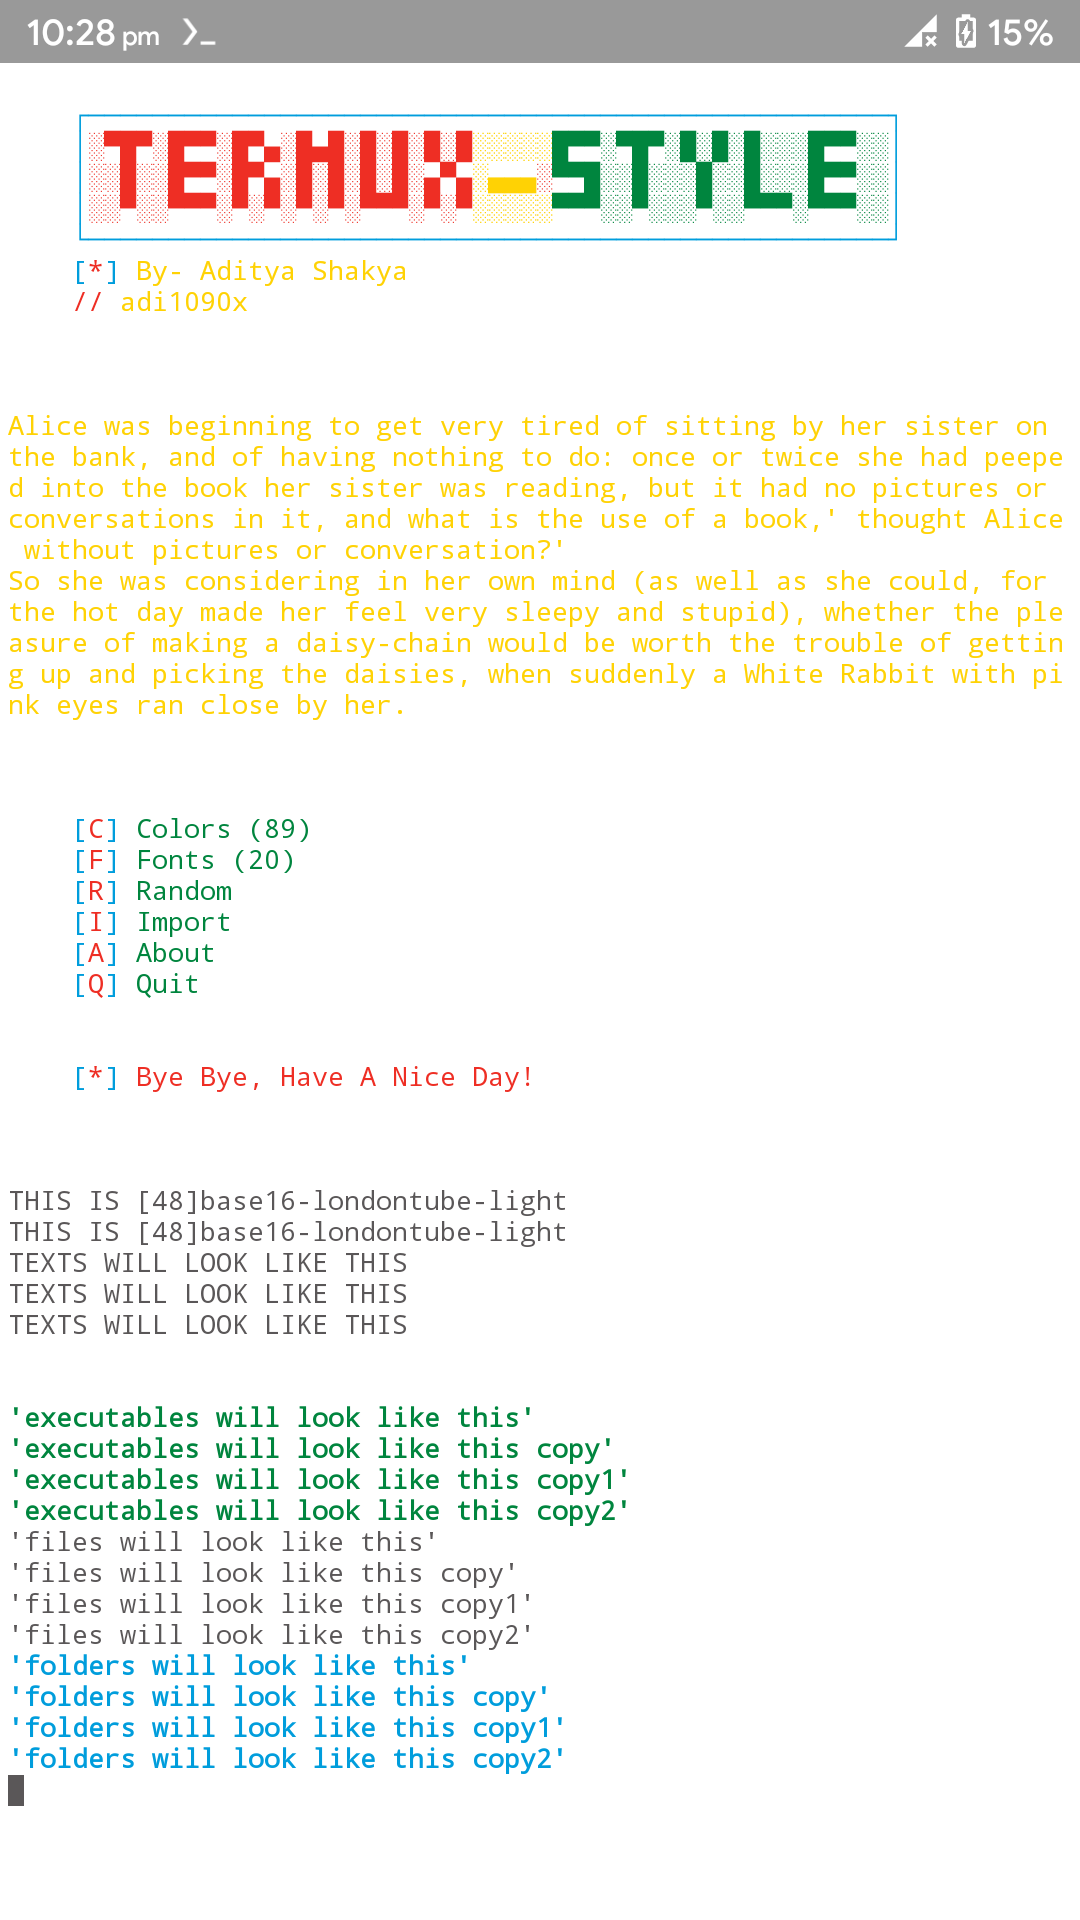 10:28 pm 15%
TERMUX-STYLE
[*] By- Aditya Shakya
// adi1090x
Alice was beginning to get very tired of sitting by her sister on
the bank, and of having nothing to do: once or twice she had peepe
d into the book her sister was reading, but it had no pictures or
conversations in it, and what is the use of a book,' thought Alice
without pictures or conversation?'
So she was considering in her own mind (as well as she could, for
the hot day made her feel very sleepy and stupid), whether the ple
asure of making a daisy-chain would be worth the trouble of gettin
g up and picking the daisies, when suddenly a White Rabbit with pi
nk eyes ran close by her.
[C] Colors (89)
[F] Fonts (20)
[R] Random
[I] Import
[A] About
[Q] Quit
[*] Bye Bye, Have A Nice Day!
THIS IS [48]base16-londontube-light
THIS IS [48]base16-londontube-light
TEXTS WILL LOOK LIKE THIS
TEXTS WILL LOOK LIKE THIS
TEXTS WILL LOOK LIKE THIS
'executables will look like this'
'executables will look like this copy'
'executables will look like this copy1'
'executables will look like this copy2'
'files will look like this'
'files will look like this copy'
'files will look like this copy1'
'files will look like this copy2'
'folders will look like this'
'folders will look like this copy'
'folders will look like this copy1'
'folders will look like this copy2'